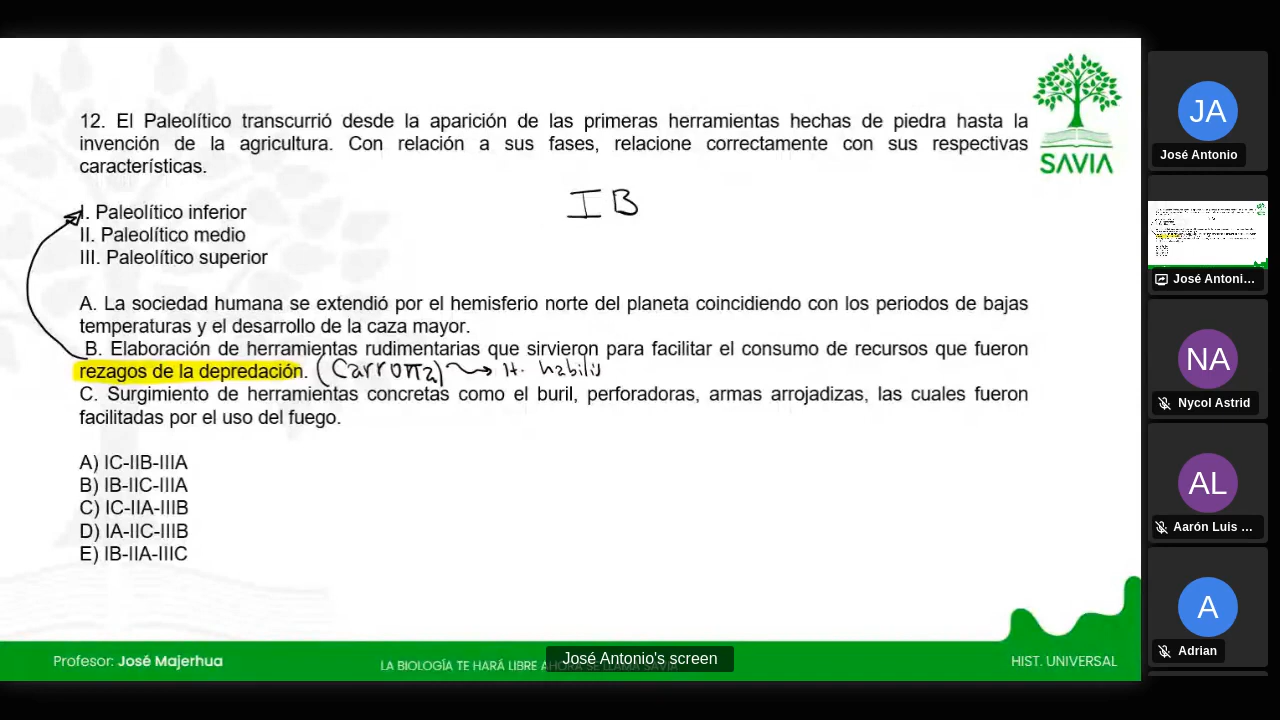 12. El Paleolítico transcurrió desde la aparición de las primeras herramientas hechas de piedra hasta la
invención de la agricultura. Con relación a sus fases, relacione correctamente con sus respectivas
características.
I B
I. Paleolítico inferior
II. Paleolítico medio
III. Paleolítico superior
A. La sociedad humana se extendió por el hemisferio norte del planeta coincidiendo con los periodos de bajas
temperaturas y el desarrollo de la caza mayor.
B. Elaboración de herramientas rudimentarias que sirvieron para facilitar el consumo de recursos que fueron
rezagos de la depredación. (Carroña) H. habilis
C. Surgimiento de herramientas concretas como el buril, perforadoras, armas arrojadizas, las cuales fueron
facilitadas por el uso del fuego.
A) IC-IIB-IIIA
B) IB-IIC-IIIA
C) IC-IIA-IIIB
D) IA-IIC-IIIB
E) IB-IIA-IIIC
SAVIA
Profesor: José Majerhua
LA BIOLOGÍA TE HARÁ LIBRE AHORA SE LLAMA SAVIA
José Antonio's screen
HIST. UNIVERSAL
JA
José Antonio
José Antoni...
NA
Nycol Astrid
AL
Aarón Luis ...
A
Adrian